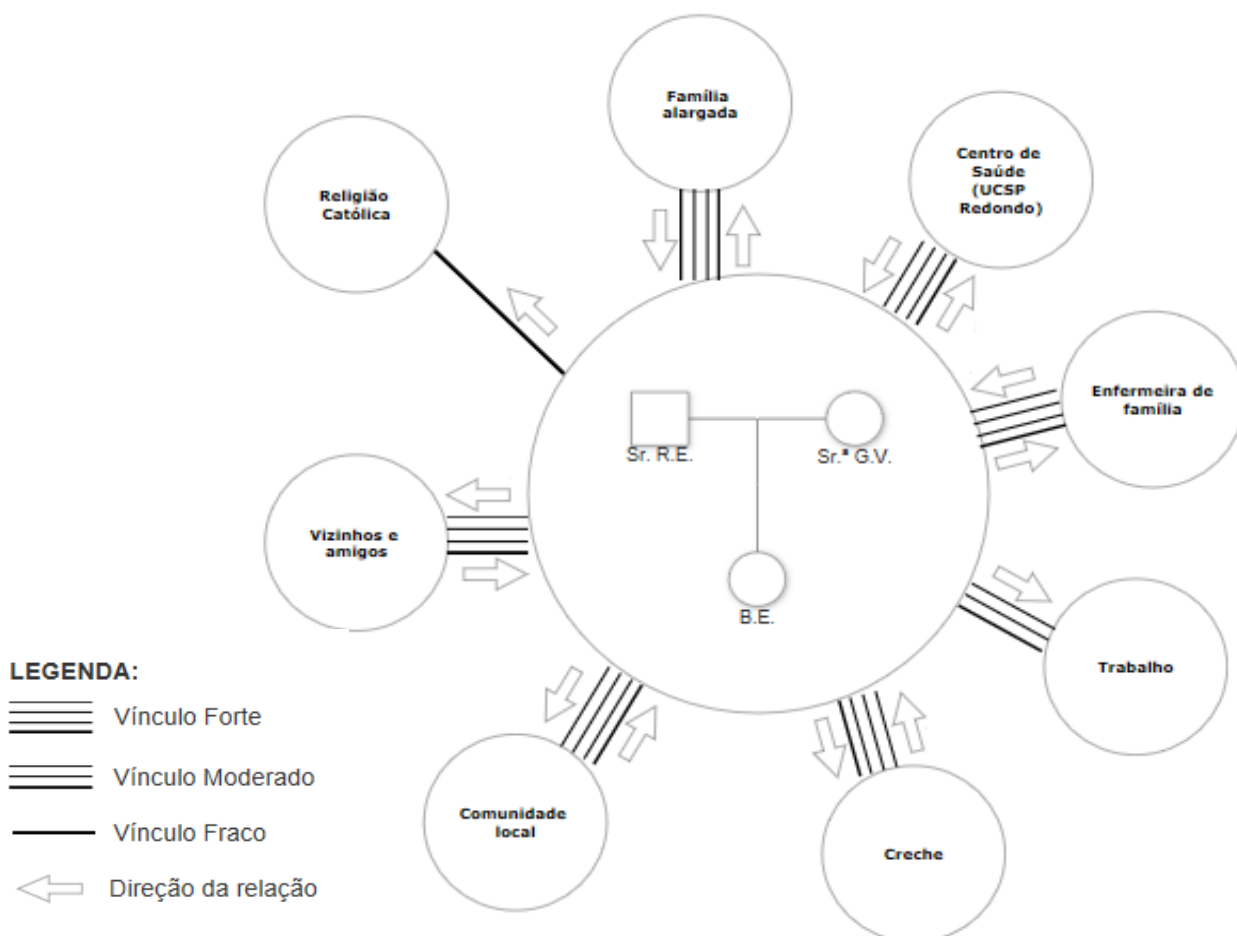 Família
alargada
Centro de
Saúde
(UCSP
Redondo)
Religião
Católica
Enfermeira de
família
Sr. R.E.
Sr.ª G.V.
Vizinhos e
amigos
B.E.
Trabalho
Comunidade
local
Creche
LEGENDA:
Vínculo Forte
Vínculo Moderado
Vínculo Fraco
Direção da relação